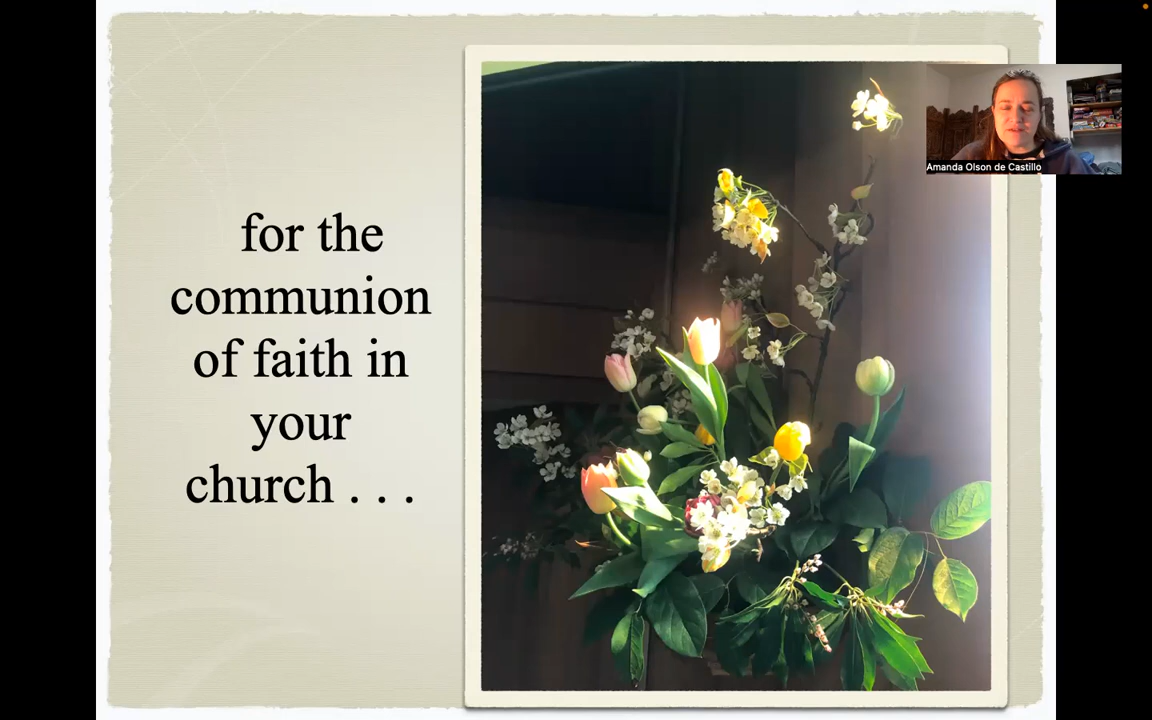 for the
communion
of faith in
your
church . . .
Amanda Olson de Castillo